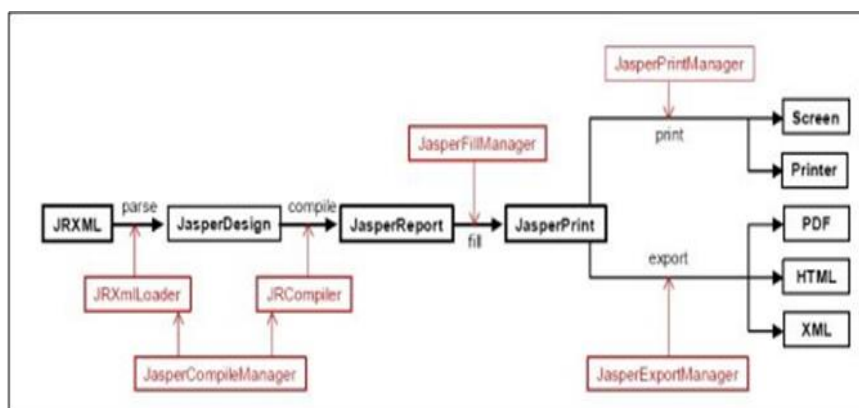 JasperPrintManager
Screen
print
JasperFillManager
Printer
parse
compile
JRXML
JasperDesign
JasperReport
JasperPrint
fill
PDF
export
JRXmlLoader
JRCompiler
HTML
XML
JasperCompileManager
JasperExportManager